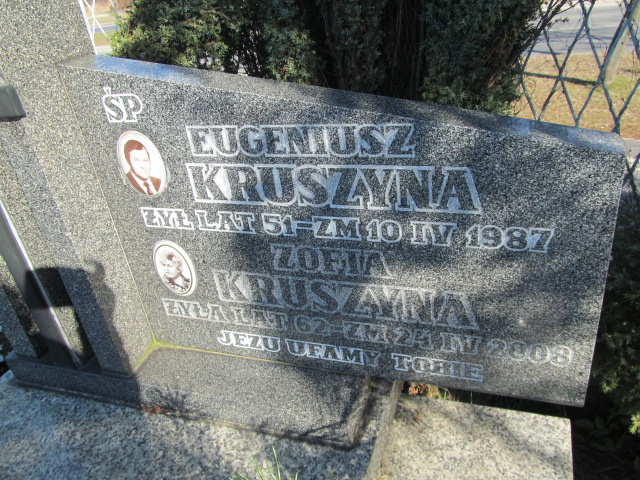 ŚP
EUGENIUSZ
KRUSZYNA
ŻYŁ LAT 51-ZM 10 IV 1987
ZOFIA
KRUSZYNA
ŻYŁA LAT 62-ZM 24 IV 2008
JEZU UFAMY TOBIE